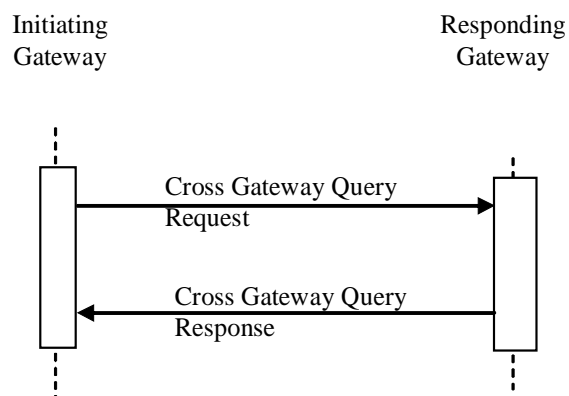 Initiating
Gateway
Responding
Gateway
Cross Gateway Query
Request
Cross Gateway Query
Response